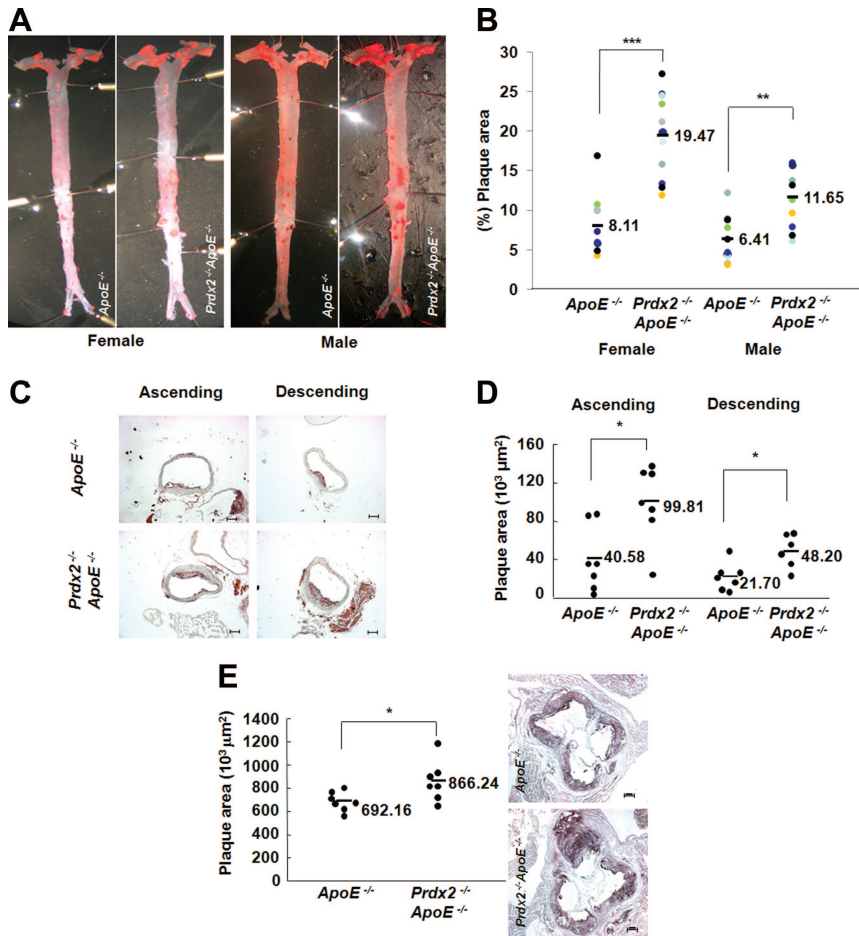 A
ApoE -/-
Prdx2 -/- ApoE -/-
ApoE -/-
Prdx2 -/- ApoE -/-
Female
Male
B
(%) Plaque area
30
25
20
15
10
5
0
***
**
8.11
19.47
6.41
11.65
ApoE -/-
Prdx2 -/-
ApoE -/-
ApoE -/-
Prdx2 -/-
ApoE -/-
Female
Male
C
Ascending
Descending
ApoE -/-
Prdx2 -/-
ApoE -/-
D
Ascending
Descending
Plaque area (10³ µm²)
160
120
80
40
0
*
*
40.58
99.81
21.70
48.20
ApoE -/-
Prdx2 -/-
ApoE -/-
ApoE -/-
Prdx2 -/-
ApoE -/-
E
Plaque area (10³ µm²)
1400
1200
1000
800
600
400
200
0
*
692.16
866.24
ApoE -/-
Prdx2 -/-
ApoE -/-
ApoE -/-
Prdx2 -/- ApoE -/-